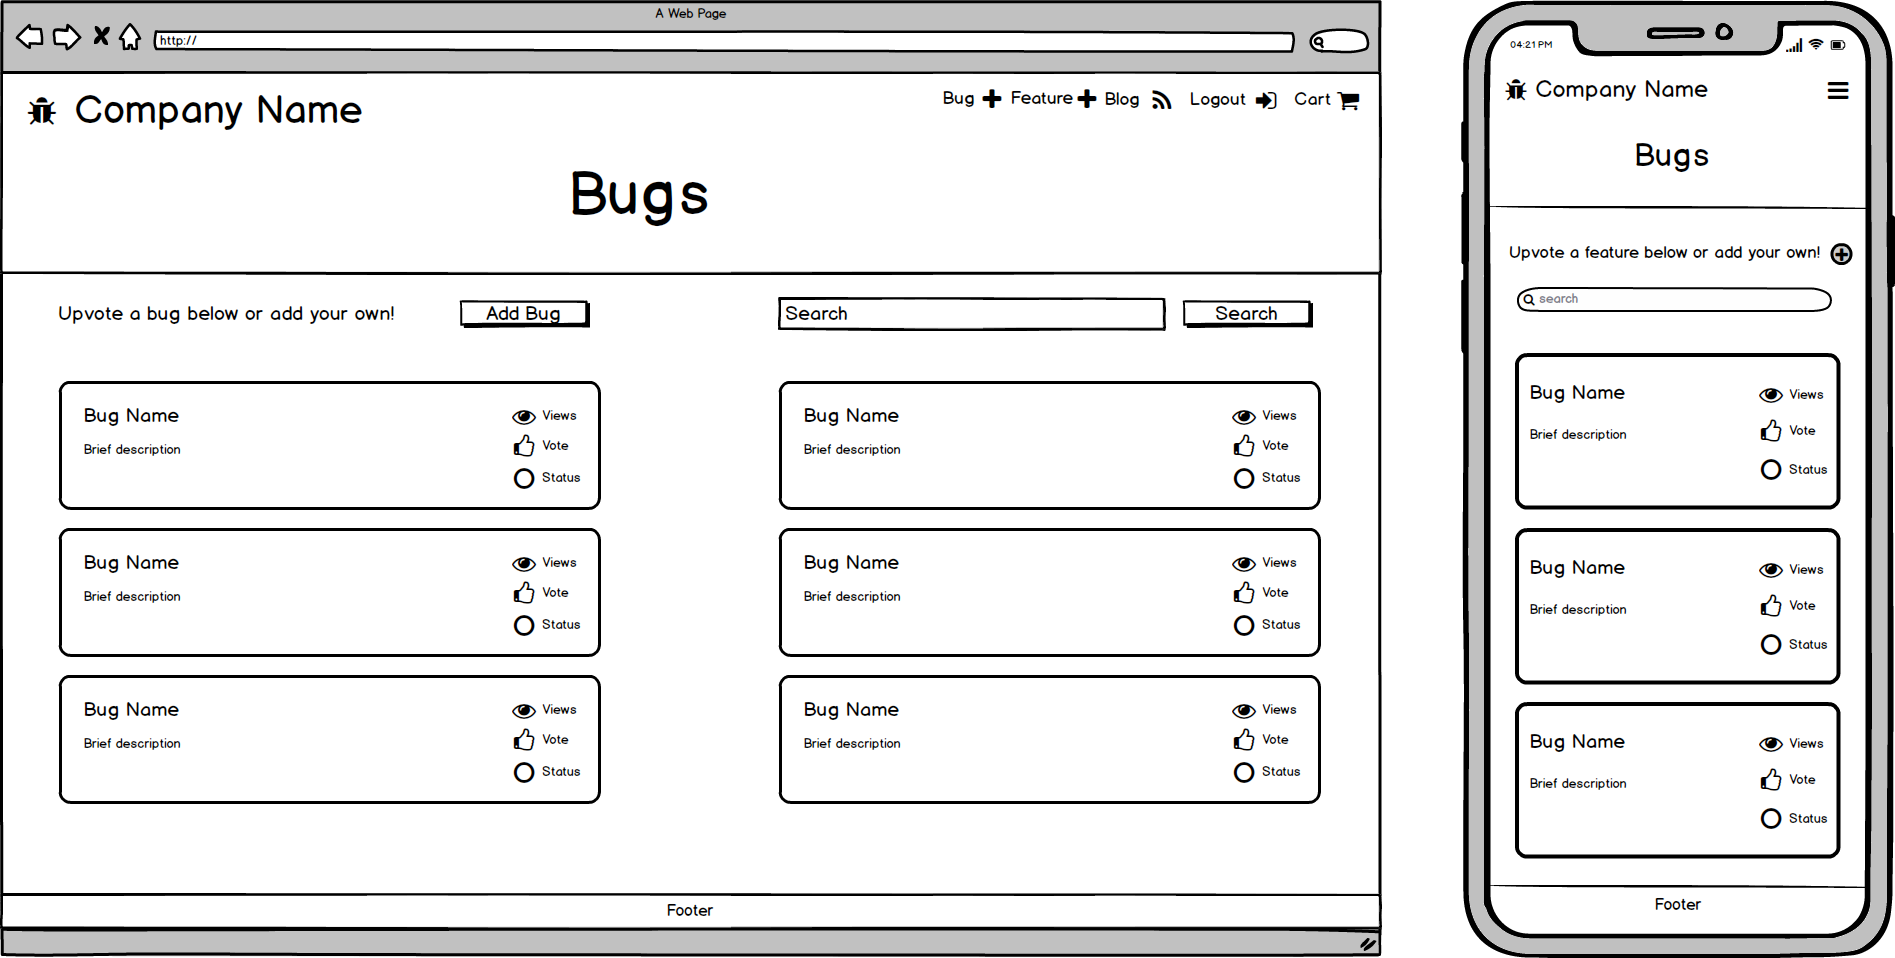 A Web Page
http://
Company Name
Bug Feature Blog Logout Cart
Bugs
Upvote a bug below or add your own! Add Bug Search Search
Bug Name Views
Brief description Vote
Status
Bug Name Views
Brief description Vote
Status
Bug Name Views
Brief description Vote
Status
Bug Name Views
Brief description Vote
Status
Bug Name Views
Brief description Vote
Status
Bug Name Views
Brief description Vote
Status
Footer
04:21 PM
Company Name
Bugs
Upvote a feature below or add your own!
search
Bug Name Views
Brief description Vote
Status
Bug Name Views
Brief description Vote
Status
Bug Name Views
Brief description Vote
Status
Footer